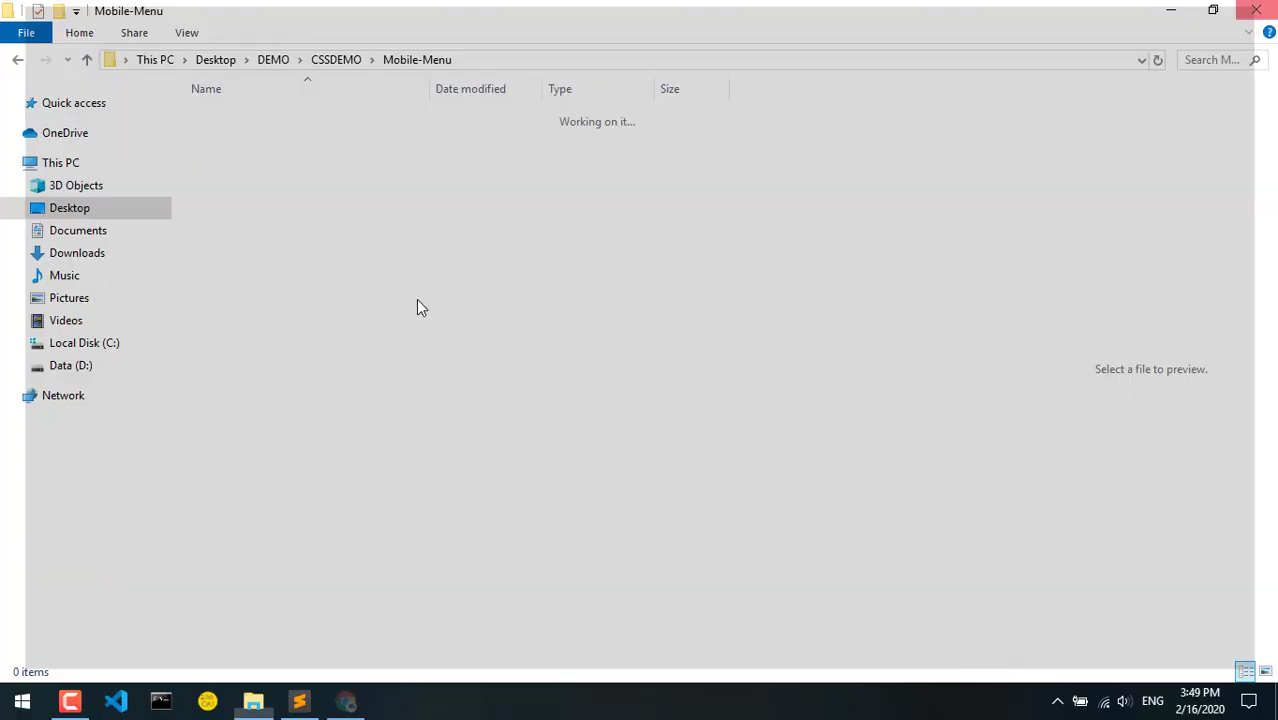 Mobile-Menu
File Home Share View
This PC Desktop DEMO CSSDEMO Mobile-Menu Search M...
Name Date modified Type Size
Working on it...
Quick access
OneDrive
This PC
3D Objects
Desktop
Documents
Downloads
Music
Pictures
Videos
Local Disk (C:)
Data (D:)
Network
Select a file to preview.
0 items
ENG
3:49 PM
2/16/2020